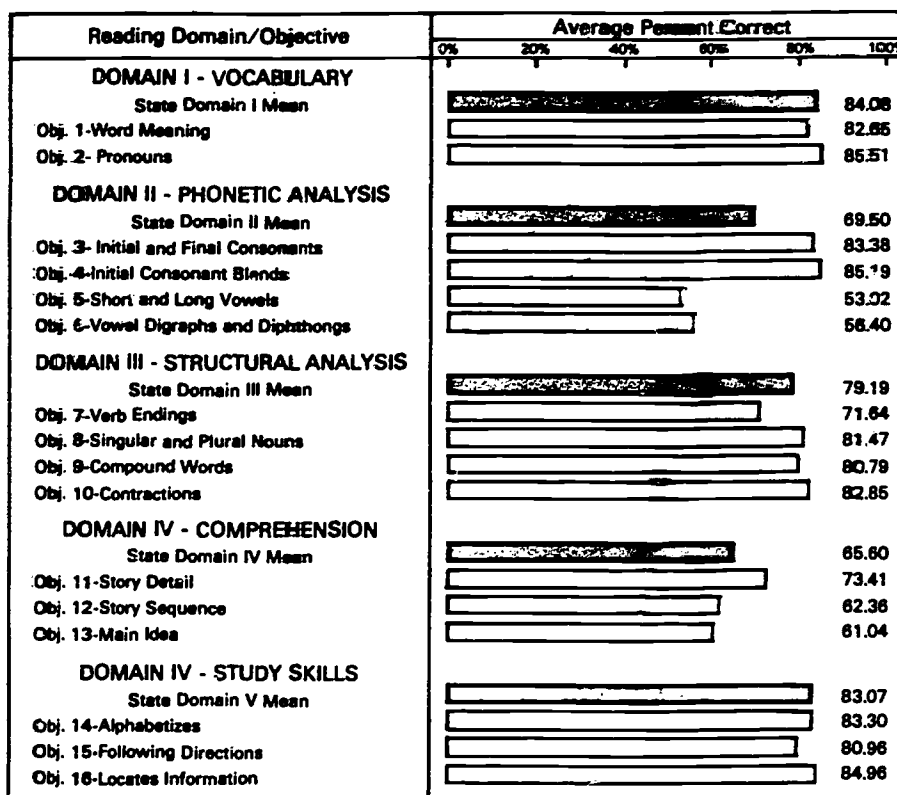 Reading Domain/Objective Average Percent Correct
0% 20% 40% 60% 80% 100%
DOMAIN I - VOCABULARY
State Domain I Mean 84.08
Obj. 1-Word Meaning 82.65
Obj. 2- Pronouns 85.51
DOMAIN II - PHONETIC ANALYSIS
State Domain II Mean 69.50
Obj. 3- Initial and Final Consonants 83.38
Obj. 4-Initial Consonant Blends 85.19
Obj. 5-Short and Long Vowels 53.02
Obj. 6-Vowel Digraphs and Diphthongs 56.40
DOMAIN III - STRUCTURAL ANALYSIS
State Domain III Mean 79.19
Obj. 7-Verb Endings 71.64
Obj. 8-Singular and Plural Nouns 81.47
Obj. 9-Compound Words 80.79
Obj. 10-Contractions 82.85
DOMAIN IV - COMPREHENSION
State Domain IV Mean 65.60
Obj. 11-Story Detail 73.41
Obj. 12-Story Sequence 62.36
Obj. 13-Main Idea 61.04
DOMAIN IV - STUDY SKILLS
State Domain V Mean 83.07
Obj. 14-Alphabetizes 83.30
Obj. 15-Following Directions 80.96
Obj. 16-Locates Information 84.96